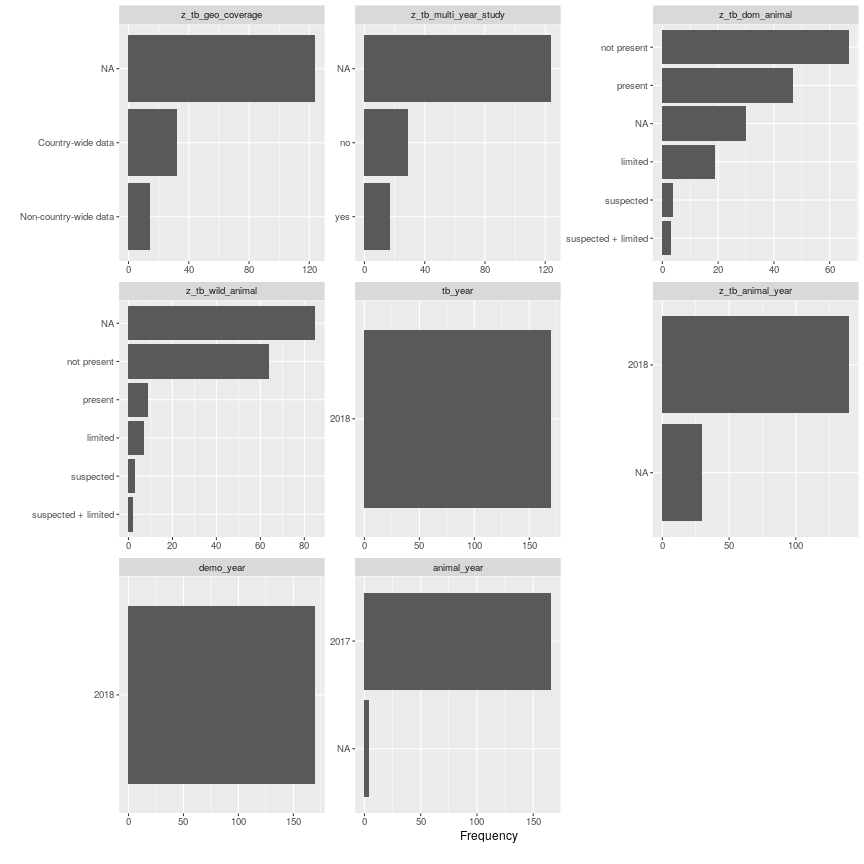 z_tb_geo_coverage
NA
Country-wide data
Non-country-wide data
0 40 80 120
z_tb_multi_year_study
NA
no
yes
0 40 80 120
z_tb_dom_animal
not present
present
NA
limited
suspected
suspected + limited
0 20 40 60
z_tb_wild_animal
NA
not present
present
limited
suspected
suspected + limited
0 20 40 60 80
tb_year
2018
0 50 100 150
z_tb_animal_year
2018
NA
0 50 100
demo_year
2018
0 50 100 150
animal_year
2017
NA
0 50 100 150
Frequency